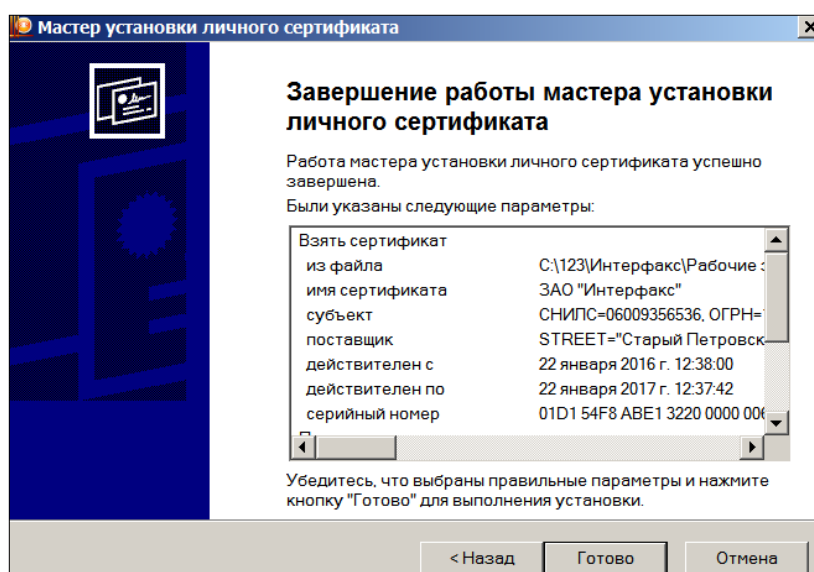 Мастер установки личного сертификата
Завершение работы мастера установки
личного сертификата
Работа мастера установки личного сертификата успешно
завершена.
Были указаны следующие параметры:
Взять сертификат
из файла C:\123\Интерфакс\Рабочие
имя сертификата ЗАО "Интерфакс"
субъект СНИЛС=06009356536, ОГРН=
поставщик STREET="Старый Петровск
действителен с 22 января 2016 г. 12:38:00
действителен по 22 января 2017 г. 12:37:42
серийный номер 01D1 54F8 ABE1 3220 0000 006
Убедитесь, что выбраны правильные параметры и нажмите
кнопку "Готово" для выполнения установки.
< Назад Готово Отмена